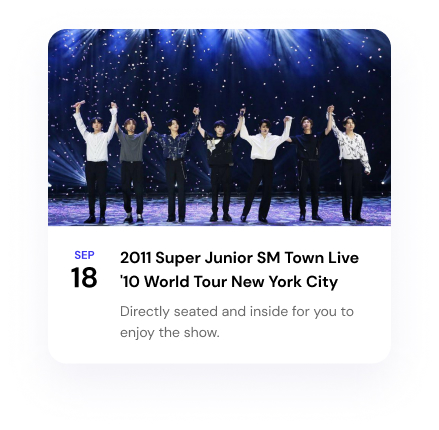 SEP
18
2011 Super Junior SM Town Live
'10 World Tour New York City
Directly seated and inside for you to
enjoy the show.